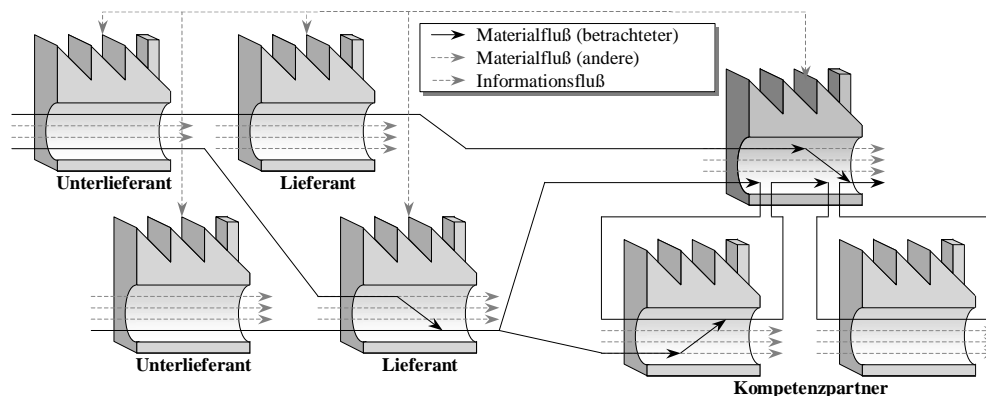 Materialfluß (betrachteter)
Materialfluß (andere)
Informationsfluß
Unterlieferant
Lieferant
Unterlieferant
Lieferant
Kompetenzpartner